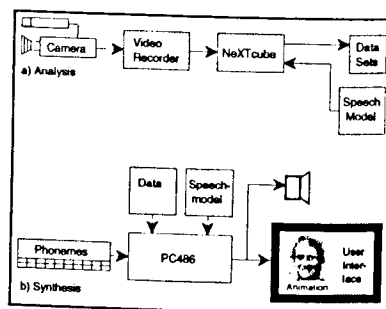 Camera
Video
Recorder
NeXTcube
Data
Sets
a) Analysis
Speech
Model
Data
Speech-
model
Phonemes
PC486
User
Inter-
face
Animation
b) Synthesis